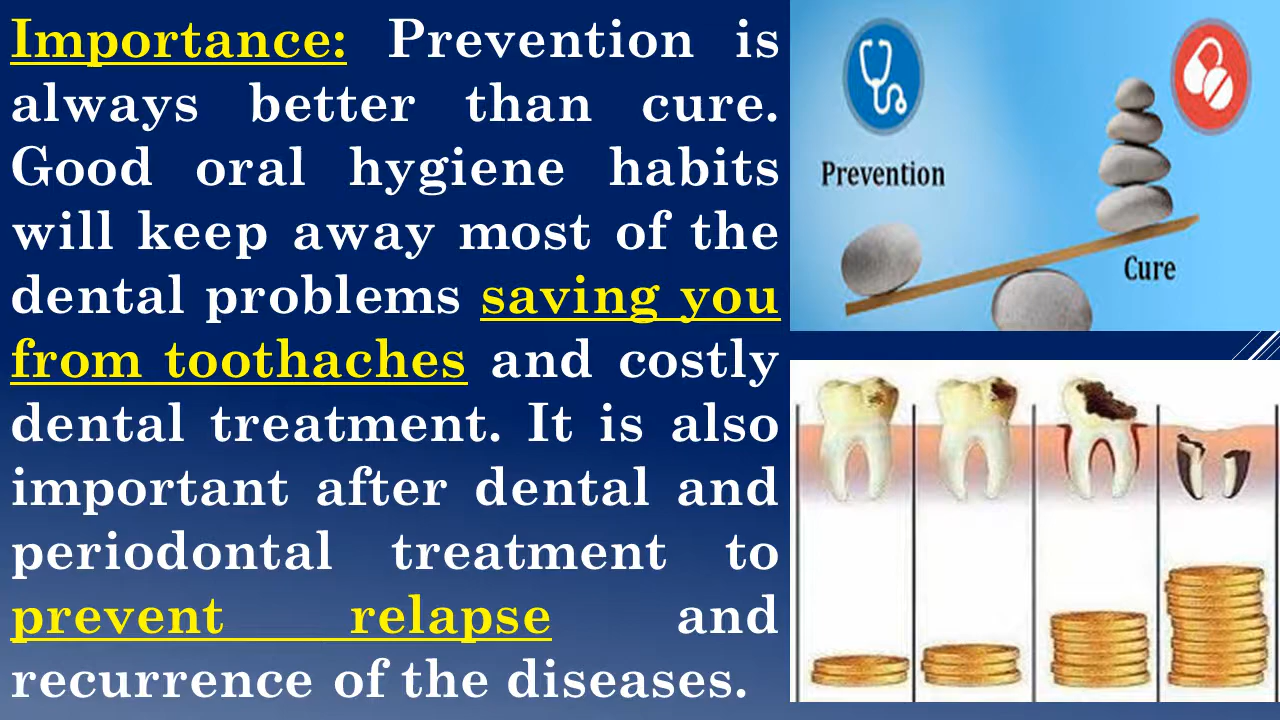 Importance: Prevention is
always better than cure.
Good oral hygiene habits
will keep away most of the
dental problems saving you
from toothaches and costly
dental treatment. It is also
important after dental and
periodontal treatment to
prevent relapse and
recurrence of the diseases.
Prevention
Cure